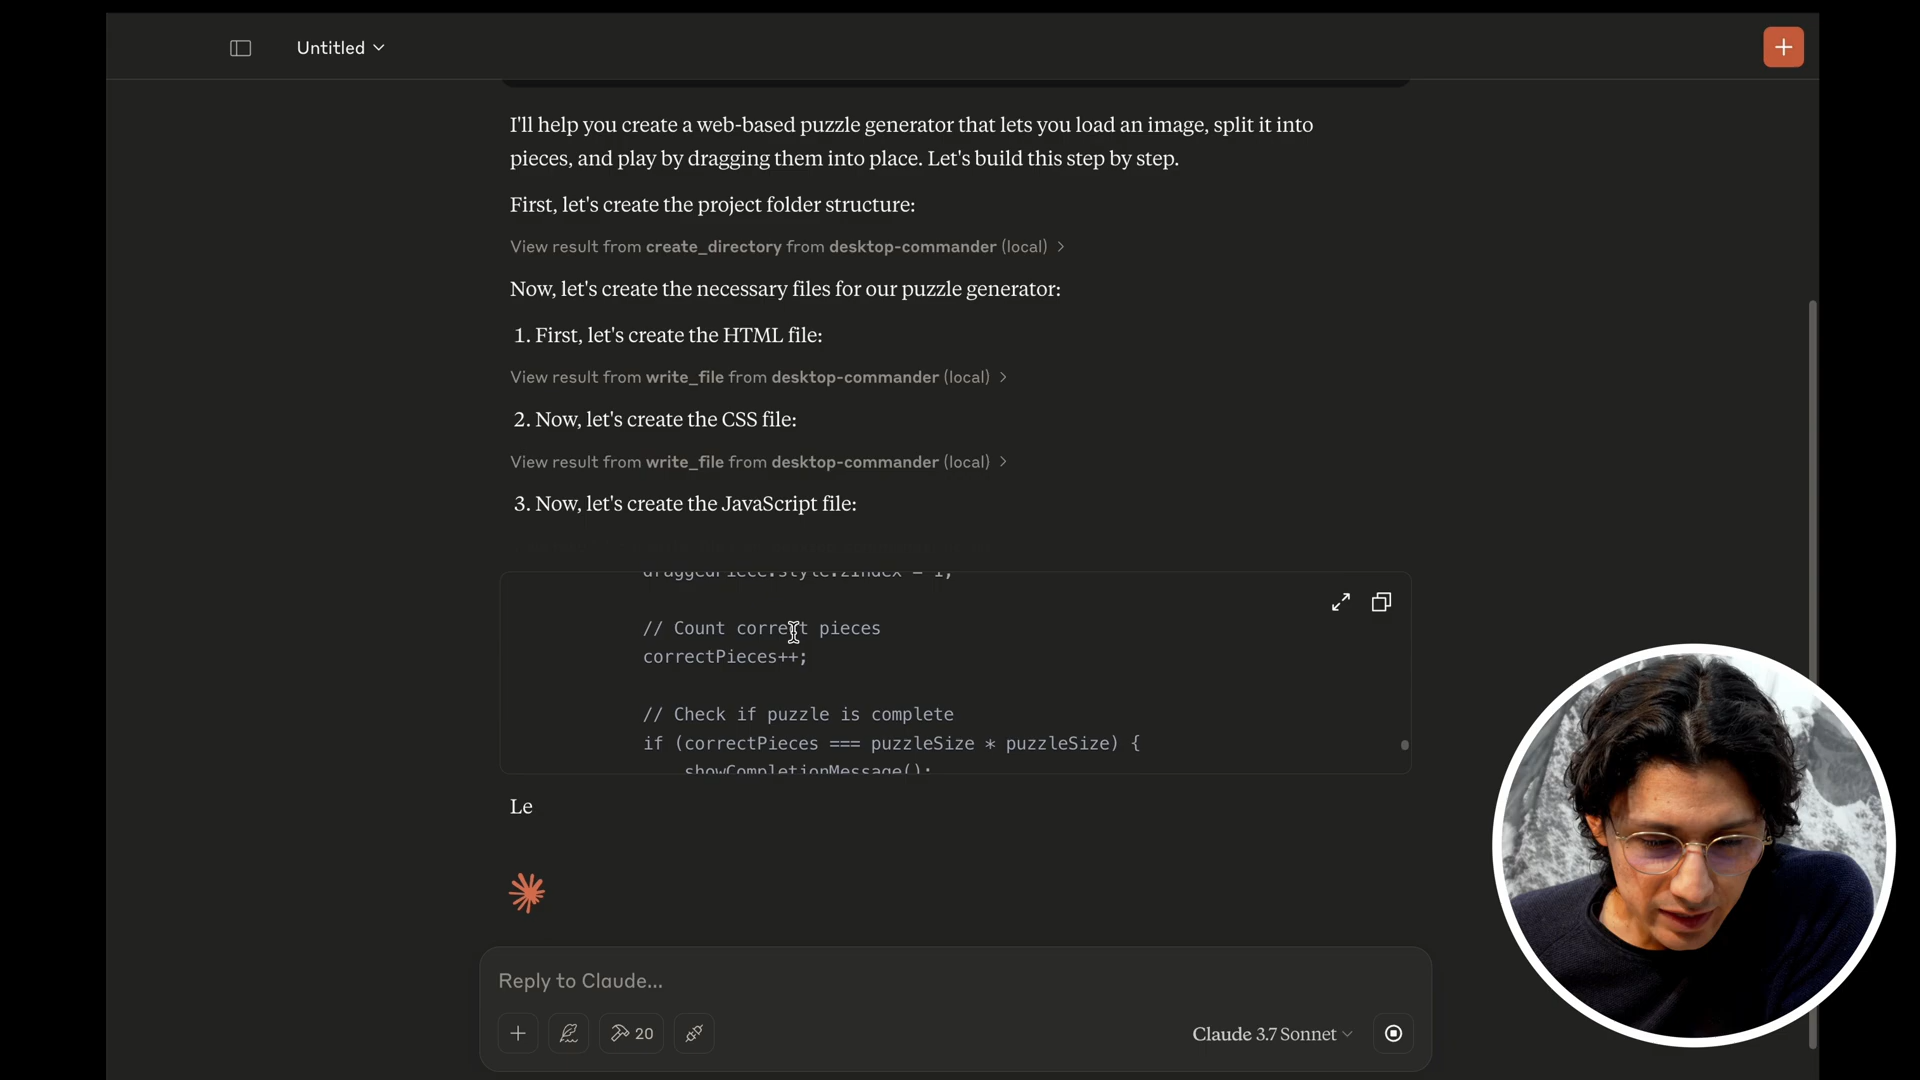 Untitled
I'll help you create a web-based puzzle generator that lets you load an image, split it into
pieces, and play by dragging them into place. Let's build this step by step.
First, let's create the project folder structure:
View result from create_directory from desktop-commander (local)
Now, let's create the necessary files for our puzzle generator:
1. First, let's create the HTML file:
View result from write_file from desktop-commander (local)
2. Now, let's create the CSS file:
View result from write_file from desktop-commander (local)
3. Now, let's create the JavaScript file:
draggedPiece.style.zIndex = 1;
// Count correct pieces
correctPieces++;
// Check if puzzle is complete
if (correctPieces === puzzleSize * puzzleSize) {
showCompletionMessage();
Le
Reply to Claude...
20
Claude 3.7 Sonnet